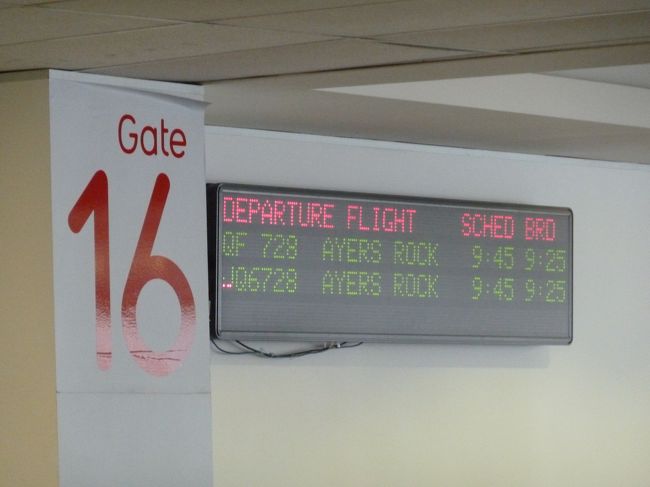 Gate
16
DEPARTURE FLIGHT SCHED BRD
QF 728 AYERS ROCK 9:45 9:25
JQ6728 AYERS ROCK 9:45 9:25